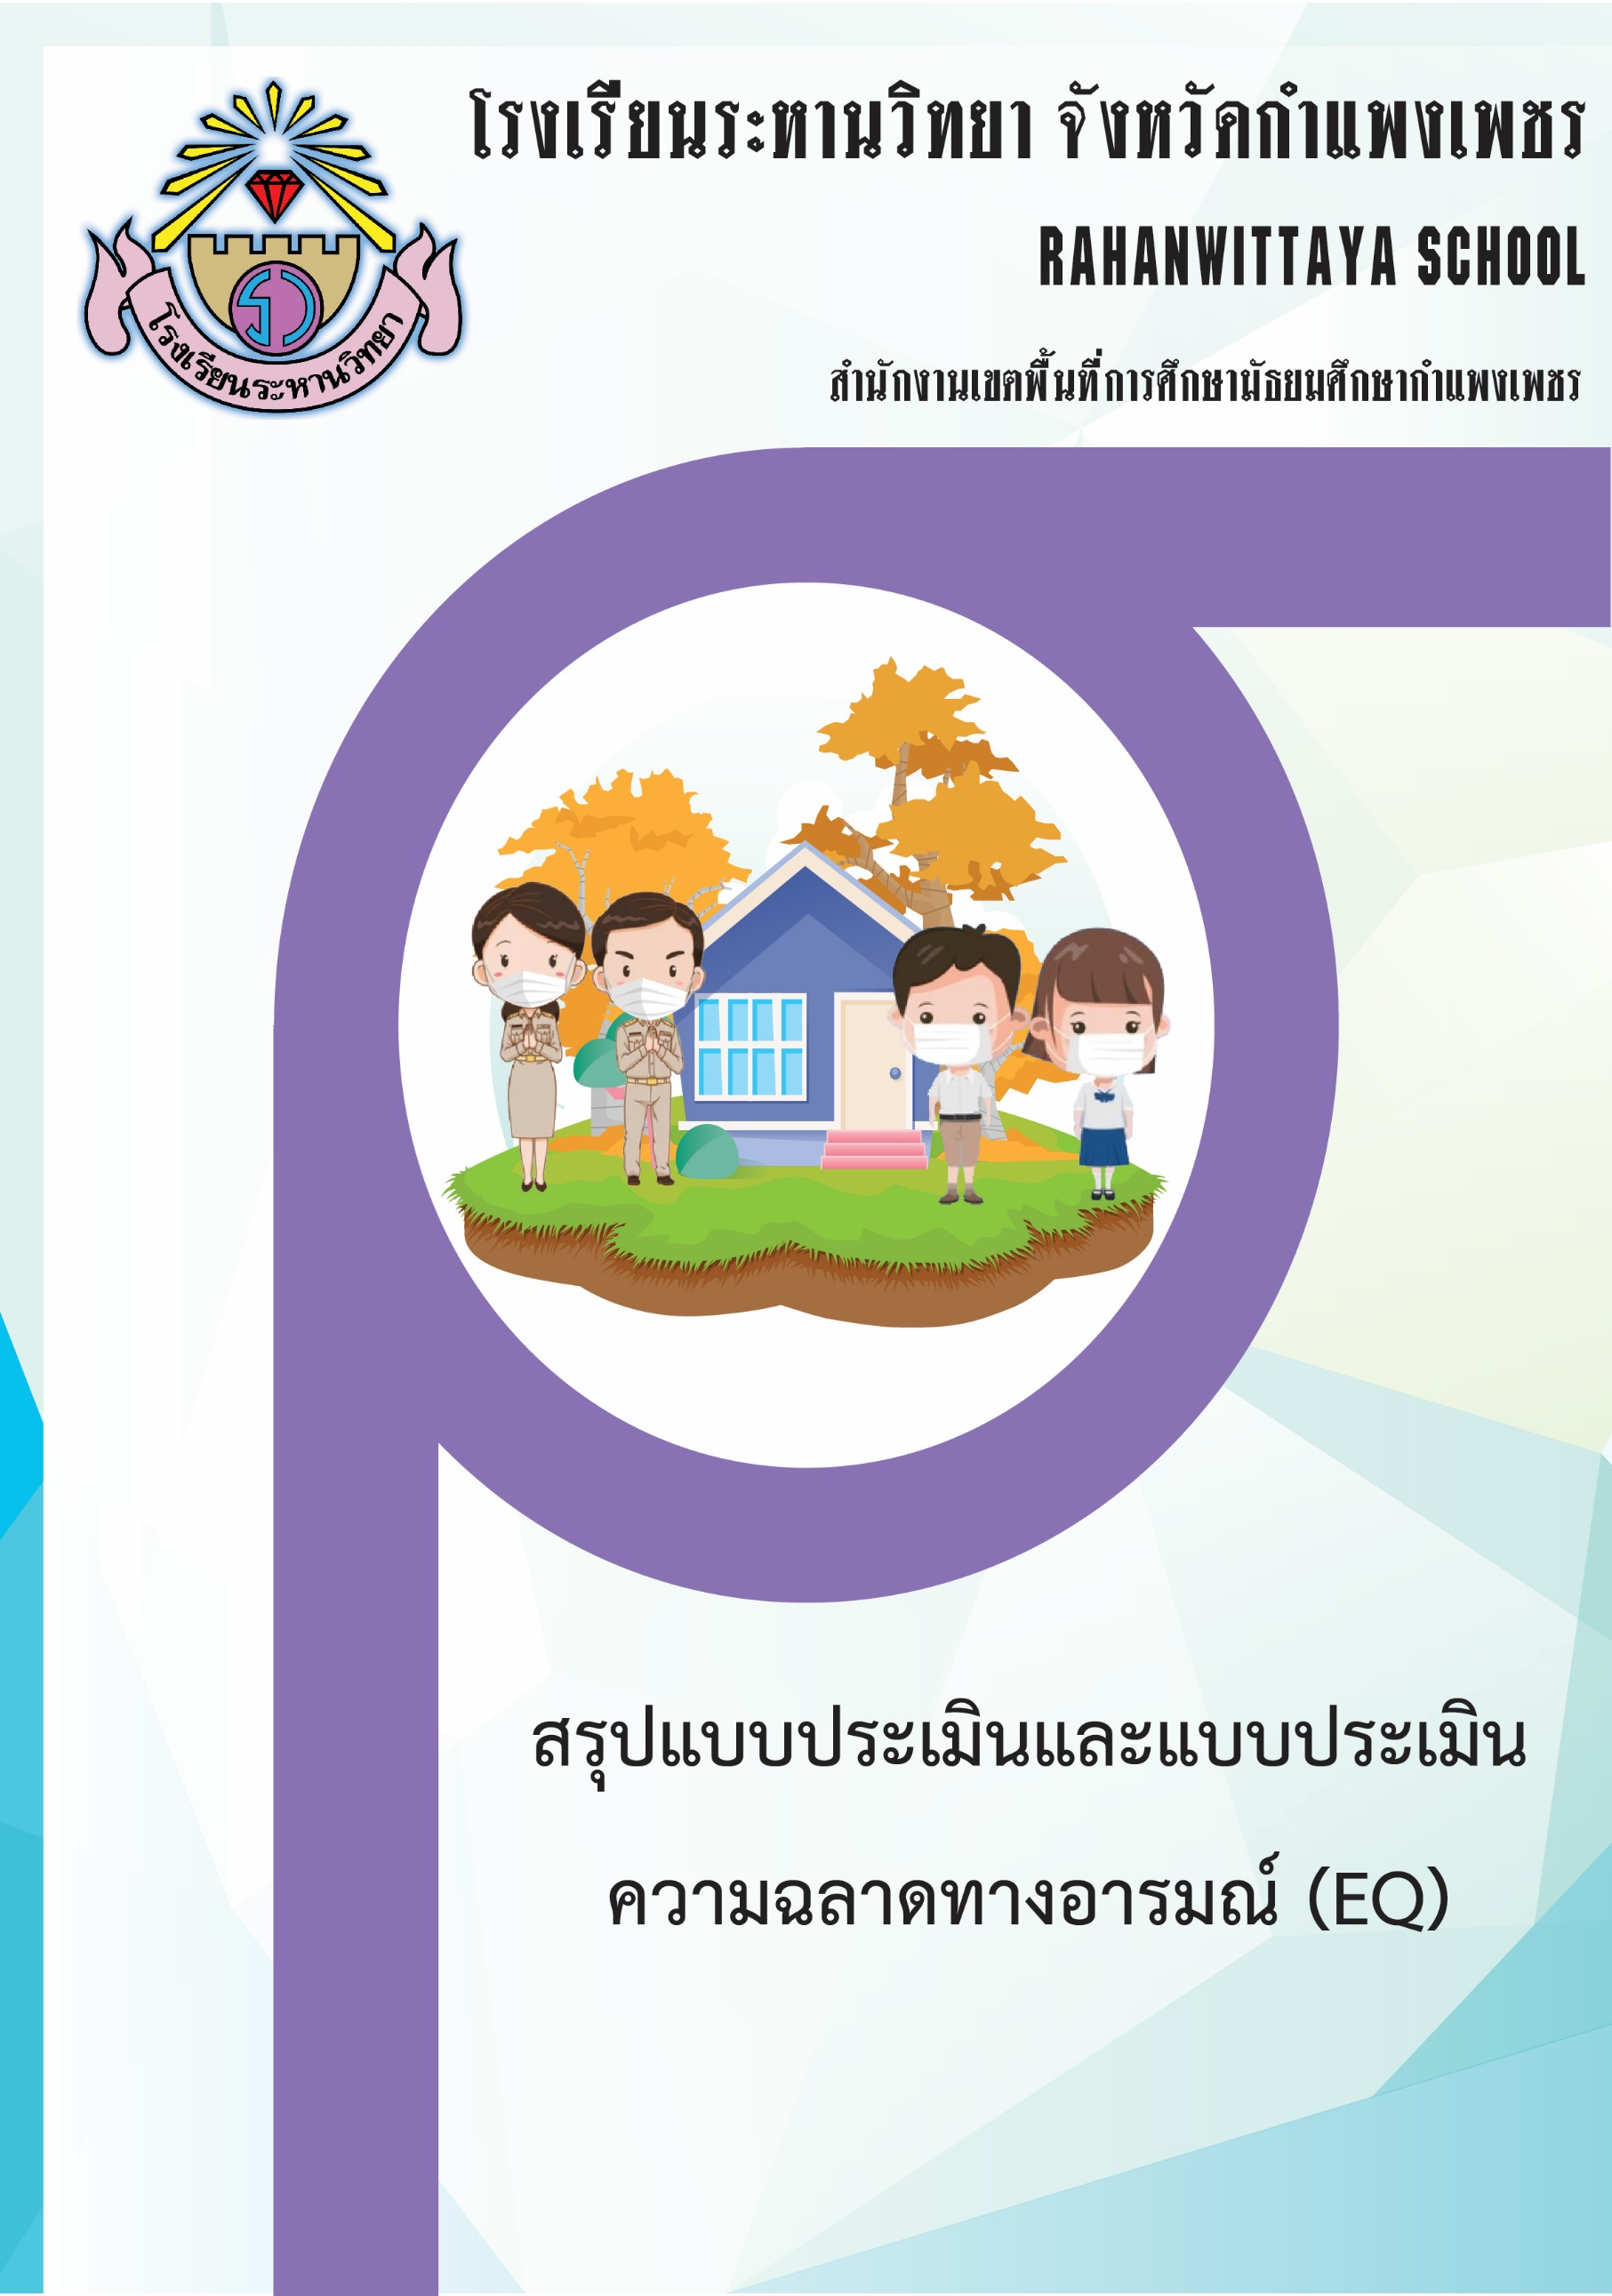 โรงเรียนระหานวิทยา จังหวัดกำแพงเพชร
RAHANWITTAYA SCHOOL
สำนักงานเขตพื้นที่การศึกษามัธยมศึกษากำแพงเพชร
โรงเรียนระหานวิทยา
สรุปแบบประเมินและแบบประเมิน
ความฉลาดทางอารมณ์ (EQ)